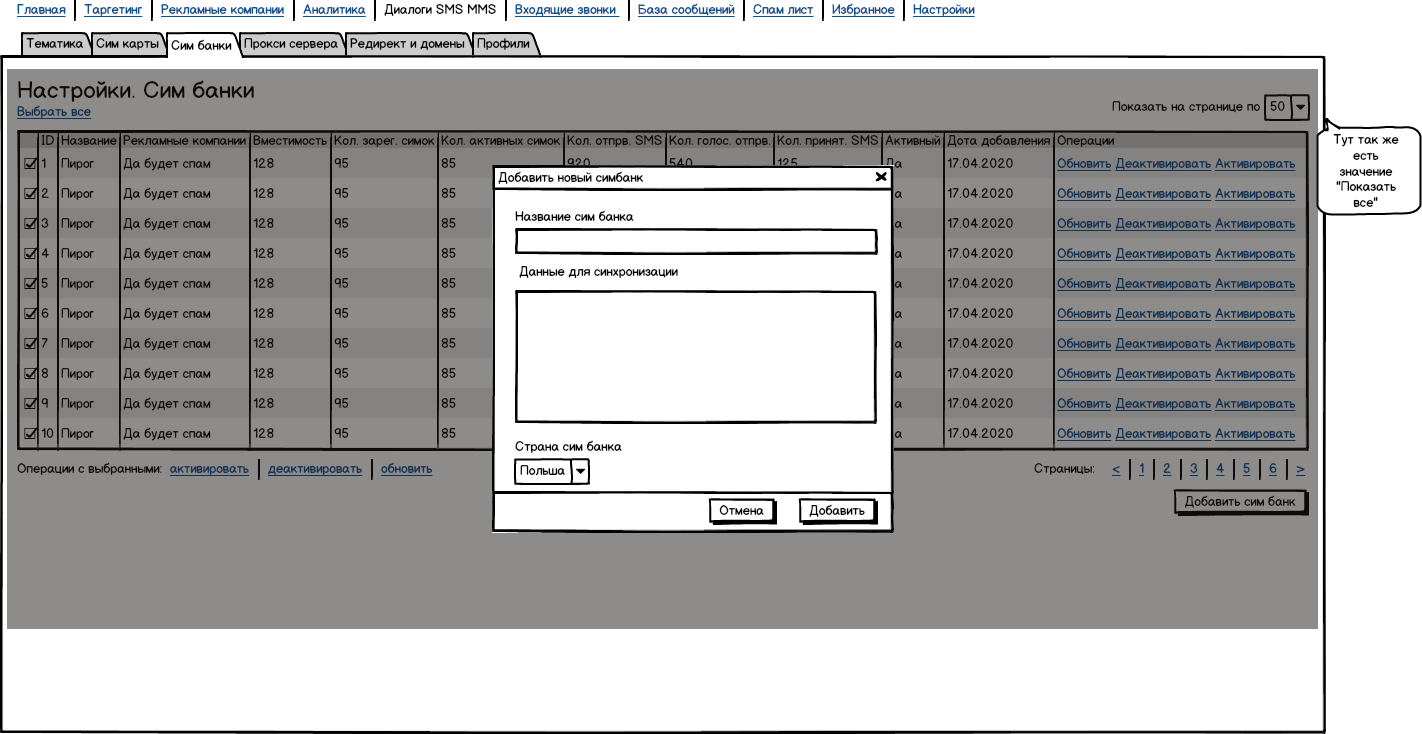 Главная Таргетинг Рекламные компании Аналитика Диалоги SMS MMS Входящие звонки База сообщений Спам лист Избранное Настройки
Тематика Сим карты Сим банки Прокси сервера Редирект и домены Профили
Настройки. Сим банки
Выбрать все
Показать на странице по 50
Тут так же
есть
значение
"Показать
все"
ID Название Рекламные компании Вместимость Кол. зарег. симок Кол. активных симок Кол. отпрв. SMS Кол. голос. отпрв. Кол. принят. SMS Активный Дата добавления Операции
1 Пирог Да будет спам 128 95 85 920 540 125 Да 17.04.2020 Обновить Деактивировать Активировать
2 Пирог Да будет спам 128 95 85 а 17.04.2020 Обновить Деактивировать Активировать
3 Пирог Да будет спам 128 95 85 а 17.04.2020 Обновить Деактивировать Активировать
4 Пирог Да будет спам 128 95 85 а 17.04.2020 Обновить Деактивировать Активировать
5 Пирог Да будет спам 128 95 85 а 17.04.2020 Обновить Деактивировать Активировать
6 Пирог Да будет спам 128 95 85 а 17.04.2020 Обновить Деактивировать Активировать
7 Пирог Да будет спам 128 95 85 а 17.04.2020 Обновить Деактивировать Активировать
8 Пирог Да будет спам 128 95 85 а 17.04.2020 Обновить Деактивировать Активировать
9 Пирог Да будет спам 128 95 85 а 17.04.2020 Обновить Деактивировать Активировать
10 Пирог Да будет спам 128 95 85 а 17.04.2020 Обновить Деактивировать Активировать
Добавить новый симбанк
Название сим банка
Данные для синхронизации
Страна сим банка
Польша
Отмена Добавить
Операции с выбранными: активировать деактивировать обновить
Страницы: < 1 2 3 4 5 6 >
Добавить сим банк